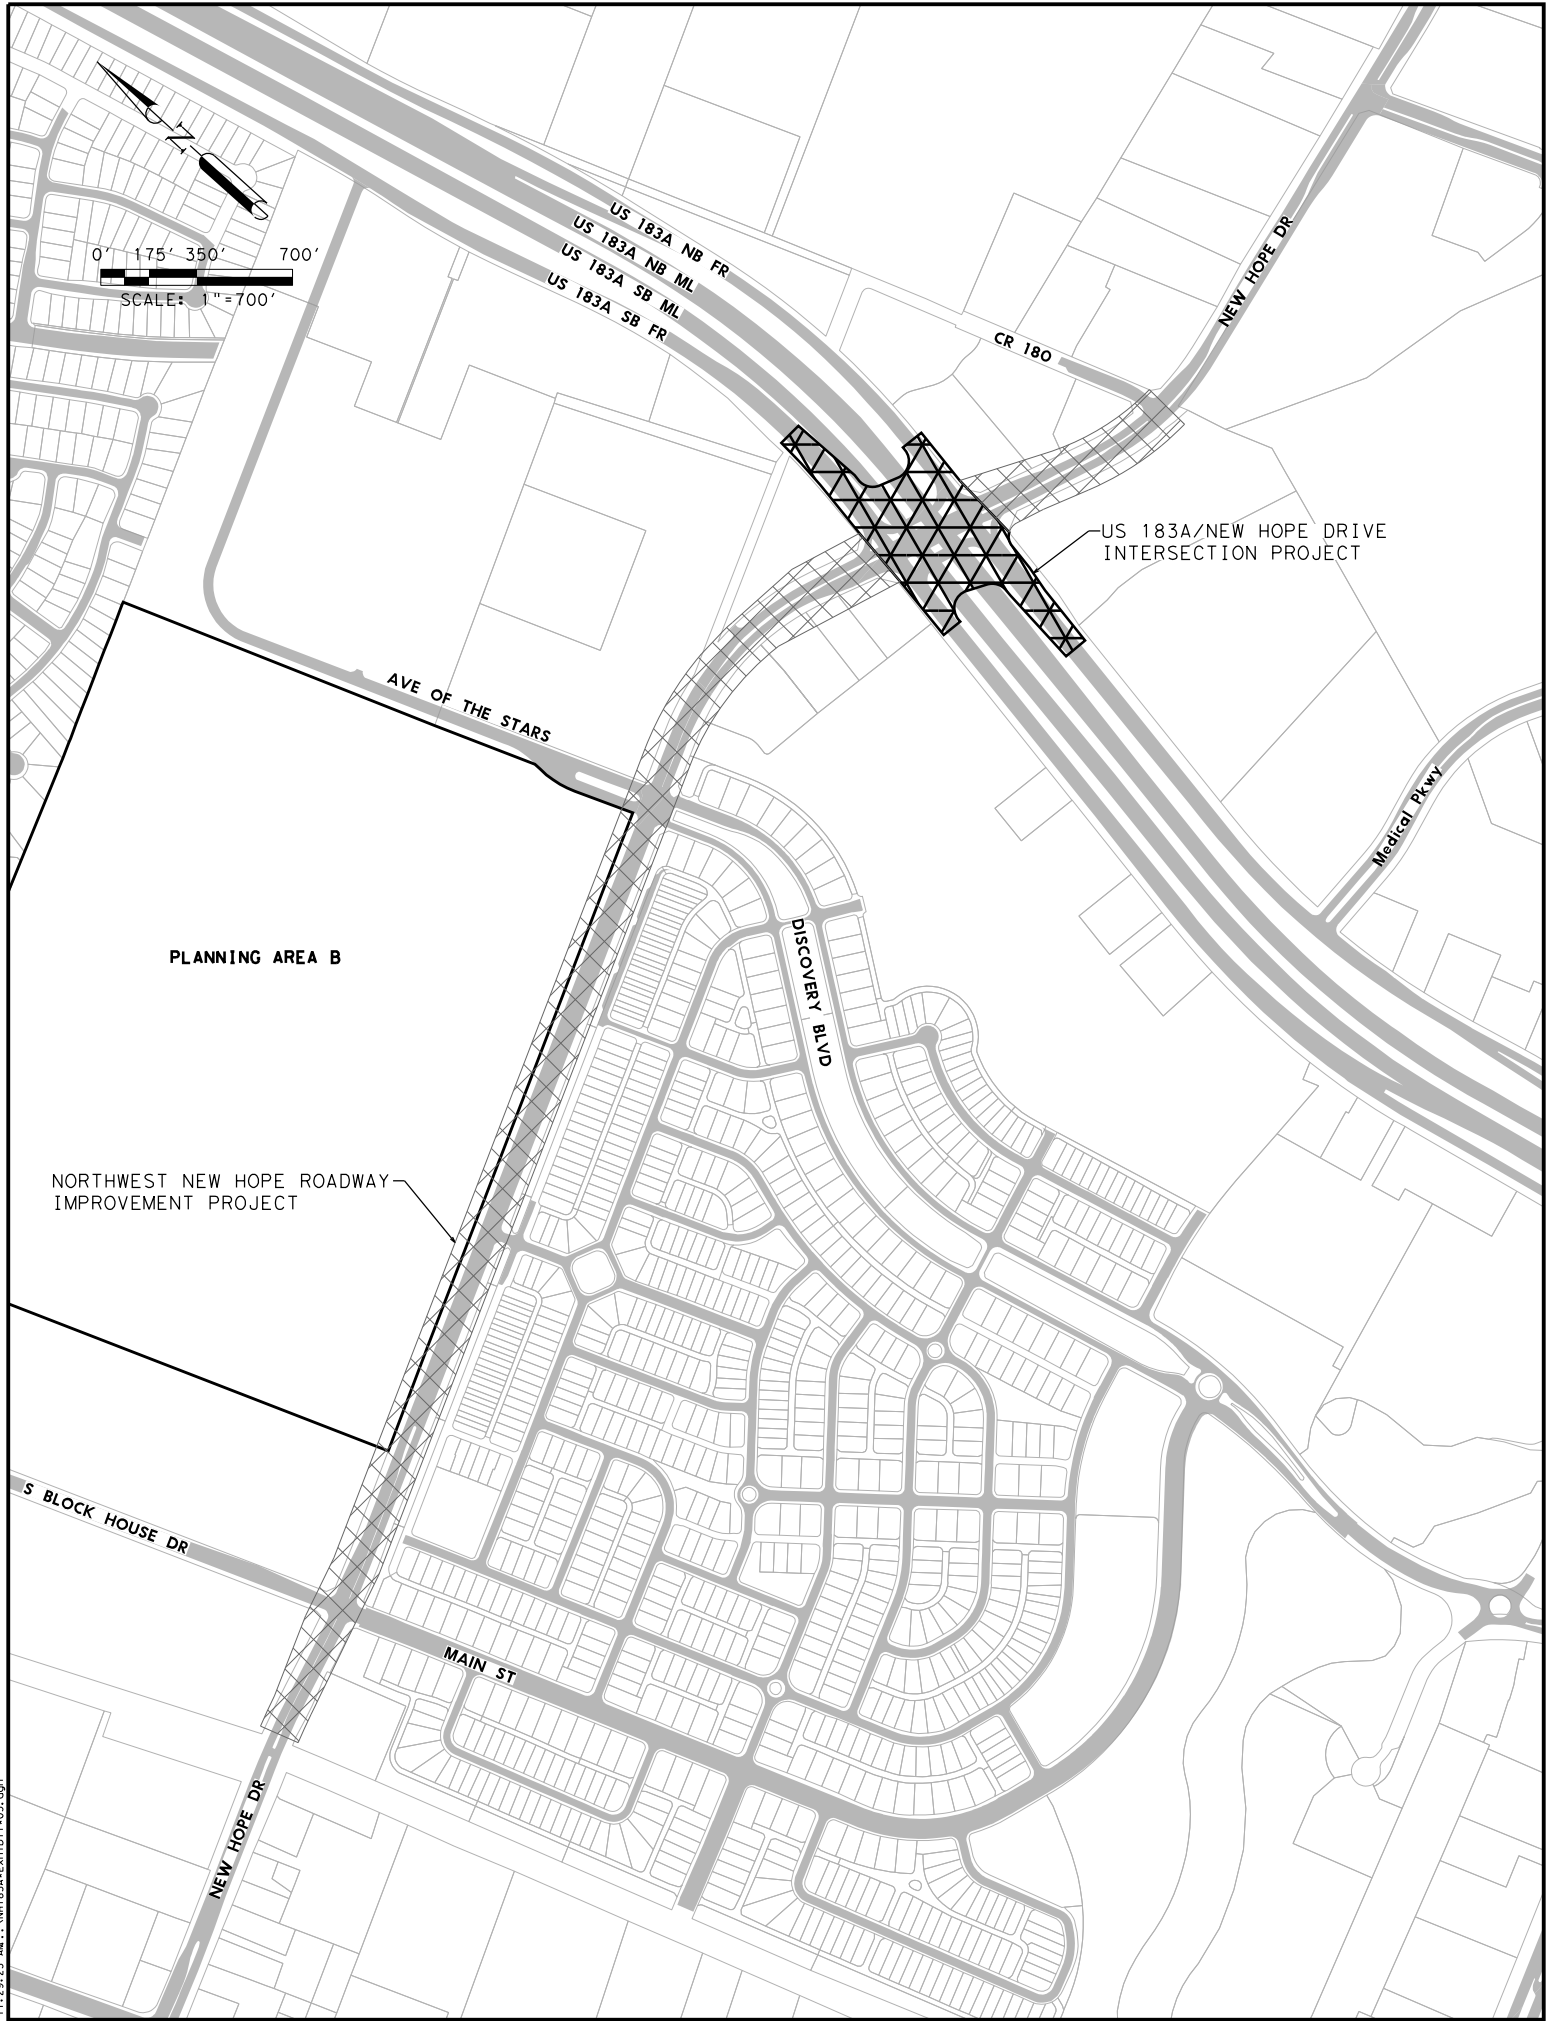 N
US 183A NB FR
US 183A NB ML
US 183A SB ML
US 183A SB FR
NEW HOPE DR
0' 175' 350' 700'
SCALE: 1"=700'
CR 180
US 183A/NEW HOPE DRIVE
INTERSECTION PROJECT
AVE OF THE STARS
Medical Pkwy
PLANNING AREA B
DISCOVERY BLVD
NORTHWEST NEW HOPE ROADWAY
IMPROVEMENT PROJECT
S BLOCK HOUSE DR
MAIN ST
NEW HOPE DR